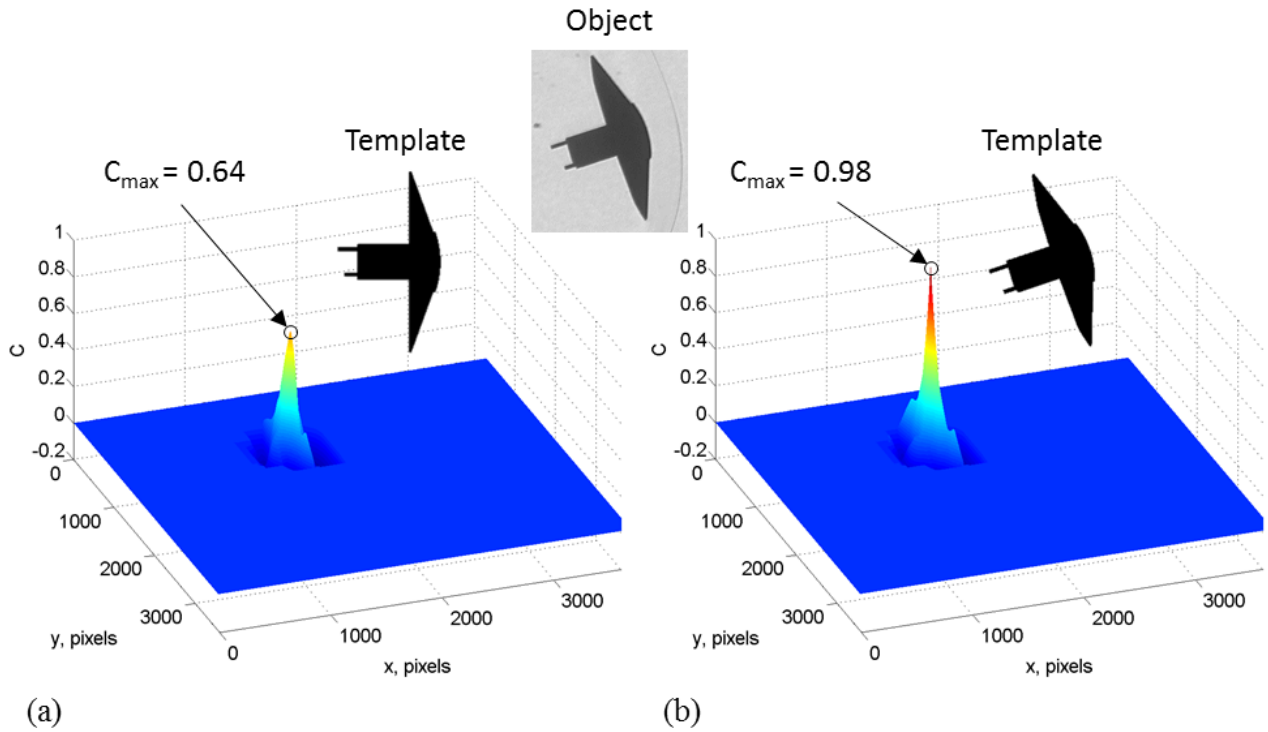 Object
Template
Template
Cmax = 0.64
Cmax = 0.98
1
0.8
0.6
0.4
0.2
0
-0.2
C
0
1000
2000
3000
y, pixels
0
1000
2000
3000
x, pixels
1
0.8
0.6
0.4
0.2
0
-0.2
C
0
1000
2000
3000
y, pixels
0
1000
2000
3000
x, pixels
(a)
(b)